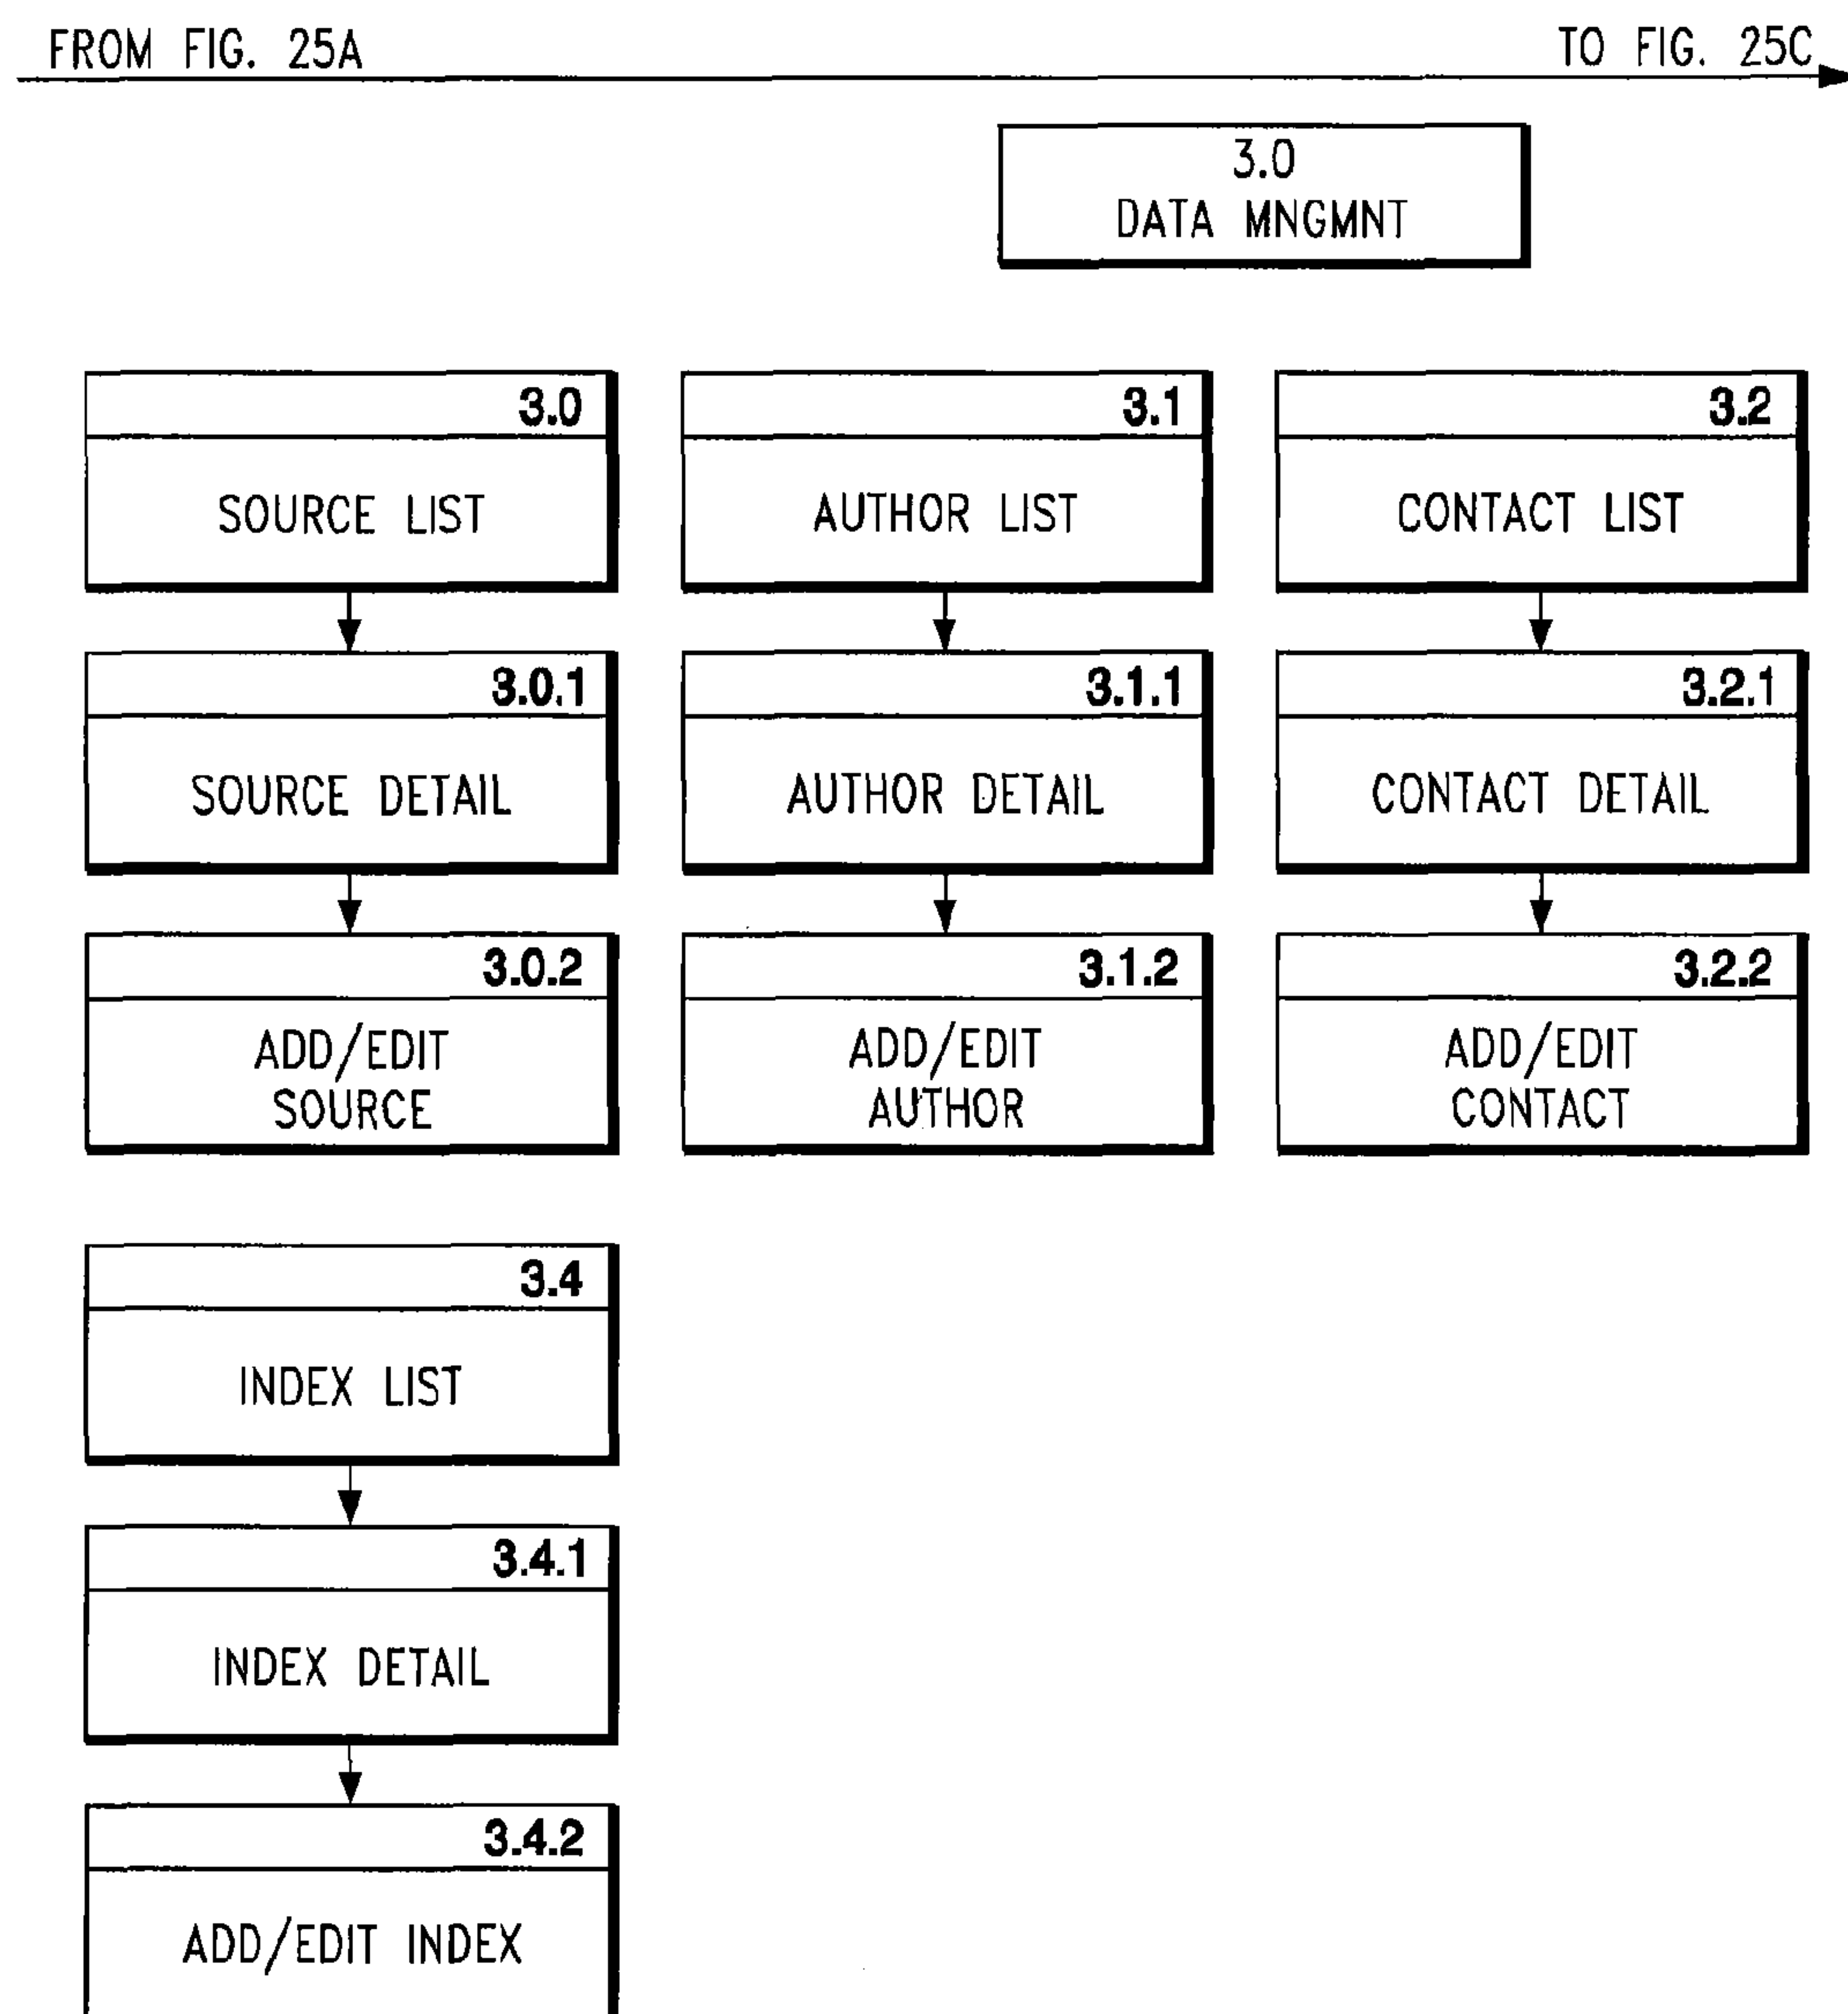 FROM FIG. 25A
TO FIG. 25C
3.0
DATA MNGMNT
3.0
SOURCE LIST
3.1
AUTHOR LIST
3.2
CONTACT LIST
3.0.1
SOURCE DETAIL
3.1.1
AUTHOR DETAIL
3.2.1
CONTACT DETAIL
3.0.2
ADD/EDIT
SOURCE
3.1.2
ADD/EDIT
AUTHOR
3.2.2
ADD/EDIT
CONTACT
3.4
INDEX LIST
3.4.1
INDEX DETAIL
3.4.2
ADD/EDIT INDEX